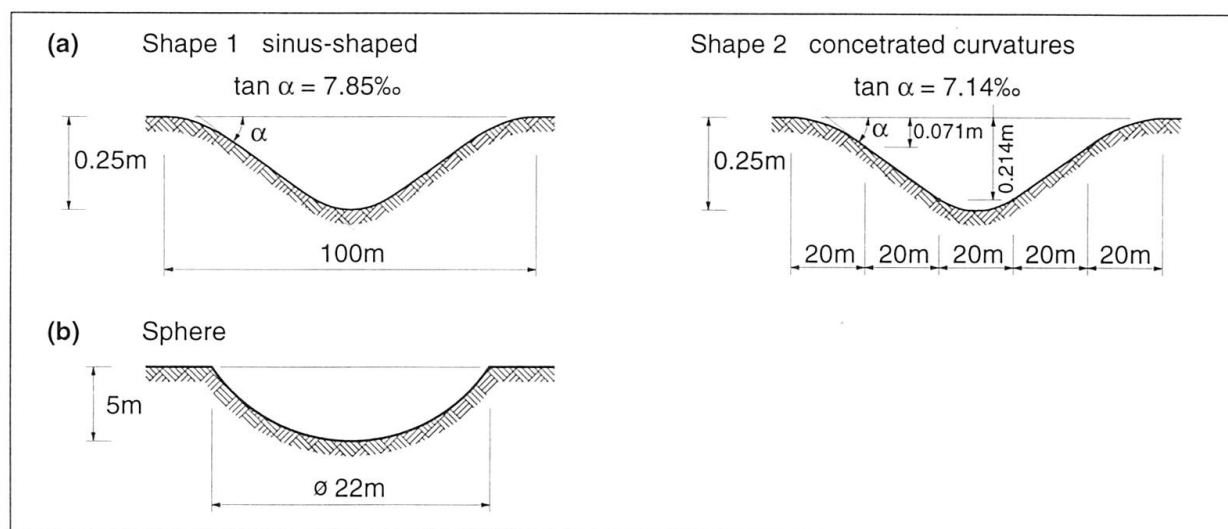 (a) Shape 1 sinus-shaped
tan α = 7.85‰
α
0.25m
100m
Shape 2 concetrated curvatures
tan α = 7.14‰
α
0.071m
0.214m
0.25m
20m 20m 20m 20m 20m
(b) Sphere
5m
ø 22m